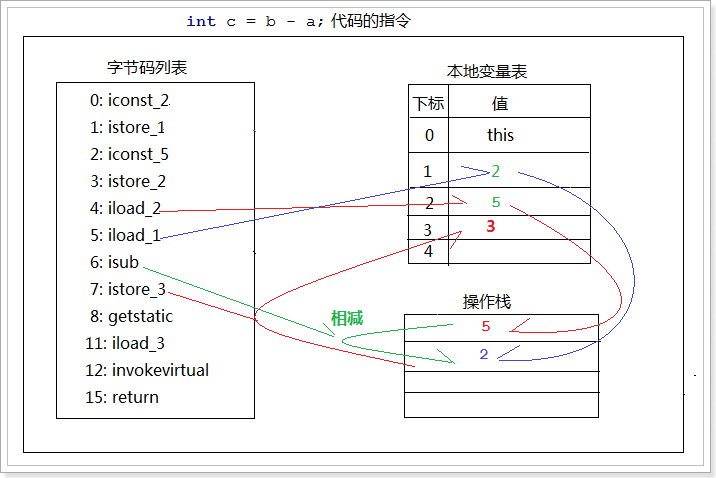 int c = b - a; 代码的指令
字节码列表
0: iconst_2
1: istore_1
2: iconst_5
3: istore_2
4: iload_2
5: iload_1
6: isub
7: istore_3
8: getstatic
11: iload_3
12: invokevirtual
15: return
本地变量表
下标 值
0 this
1 2
2 5
3 3
4
操作栈
相减
5
2